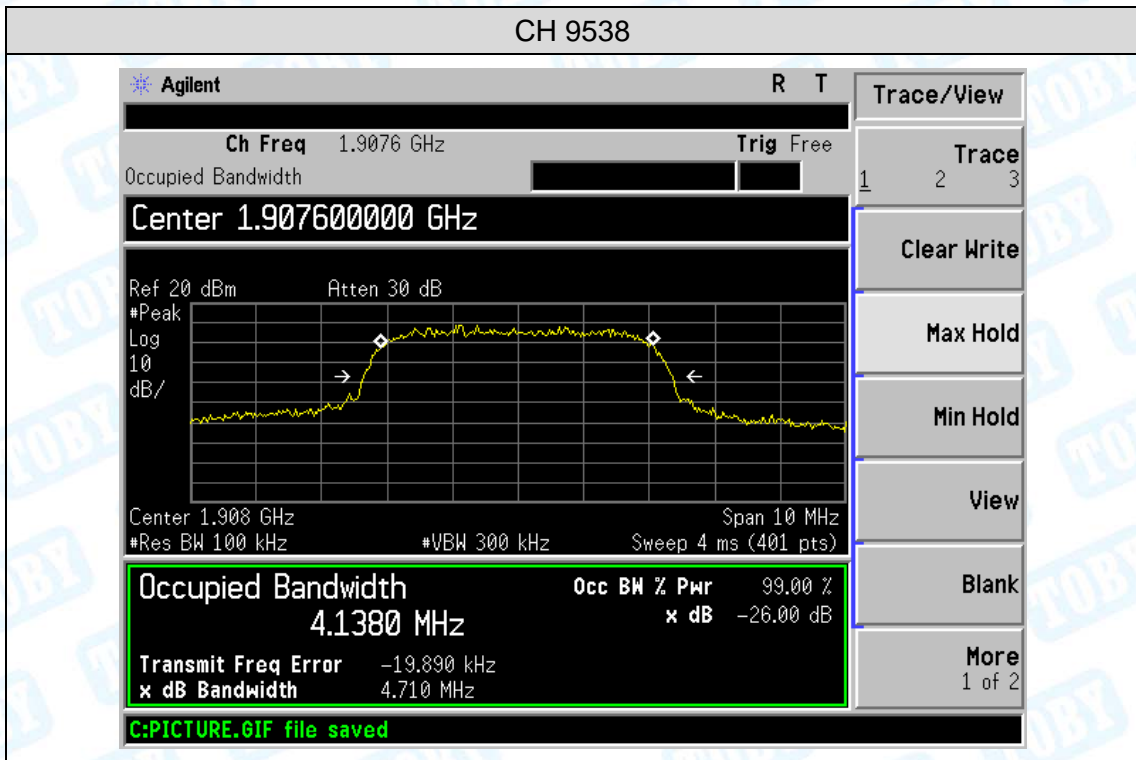 CH 9538
Agilent R T
Trace/View
Ch Freq 1.9076 GHz Trig Free
Occupied Bandwidth
Trace
1 2 3
Center 1.907600000 GHz
Clear Write
Ref 20 dBm Atten 30 dB
#Peak
Log
10
dB/
Max Hold
Min Hold
View
Center 1.908 GHz Span 10 MHz
#Res BW 100 kHz #VBW 300 kHz Sweep 4 ms (401 pts)
Occupied Bandwidth Occ BW % Pwr 99.00 %
4.1380 MHz x dB -26.00 dB
Blank
Transmit Freq Error -19.890 kHz
x dB Bandwidth 4.710 MHz
More
1 of 2
C:PICTURE.GIF file saved
TOBY